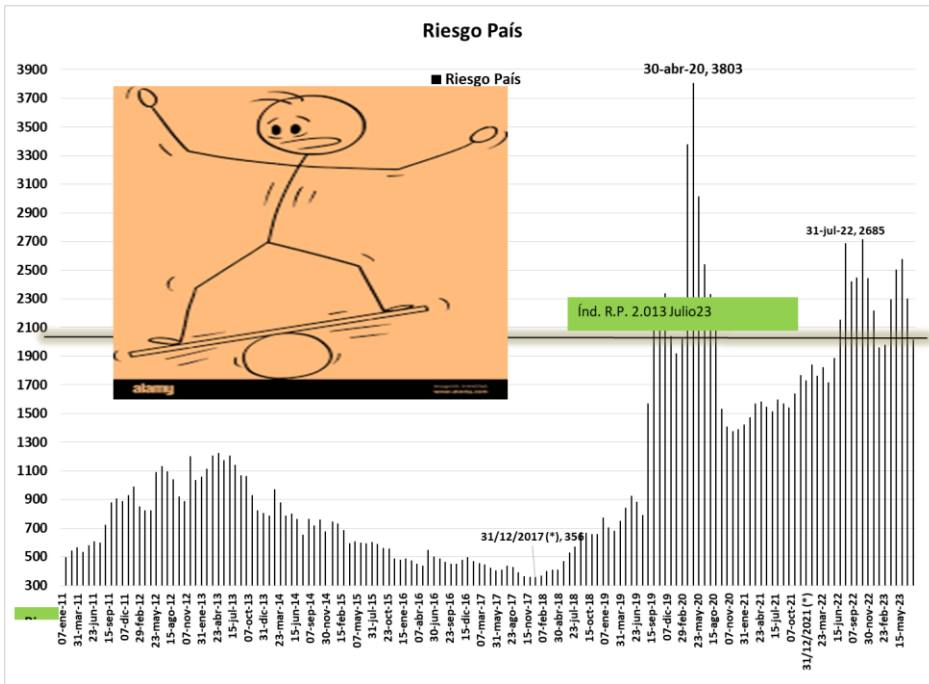 Riesgo País
■ Riesgo País
30-abr-20, 3803
31-jul-22, 2685
Índ. R.P. 2.013 Julio23
31/12/2017 (*), 356
3900
3700
3500
3300
3100
2900
2700
2500
2300
2100
1900
1700
1500
1300
1100
900
700
500
300
alamy
www.alamy.com
07-ene-11
31-mar-11
23-jun-11
15-sep-11
07-dic-11
29-feb-12
23-may-12
15-ago-12
07-nov-12
31-ene-13
23-abr-13
15-jul-13
07-oct-13
31-dic-13
23-mar-14
15-jun-14
07-sep-14
30-nov-14
15-feb-15
07-may-15
31-jul-15
23-oct-15
15-ene-16
07-abr-16
30-jun-16
23-sep-16
15-dic-16
07-mar-17
31-may-17
23-ago-17
15-nov-17
07-feb-18
30-abr-18
23-jul-18
15-oct-18
07-ene-19
31-mar-19
23-jun-19
15-sep-19
07-dic-19
29-feb-20
23-may-20
15-ago-20
07-nov-20
31-ene-21
23-abr-21
15-jul-21
07-oct-21
31/12/2021 (*)
23-mar-22
15-jun-22
07-sep-22
30-nov-22
23-feb-23
15-may-23